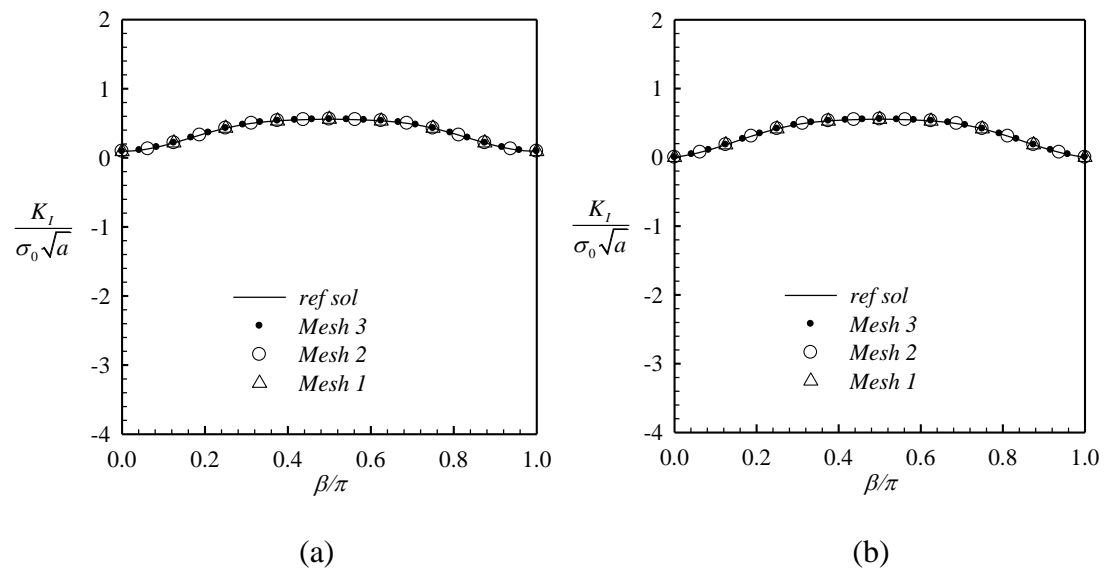 2
1
0
-1
-2
-3
-4
K_I
σ_0√a
ref sol
Mesh 3
Mesh 2
Mesh 1
0.0 0.2 0.4 0.6 0.8 1.0
β/π
(a)
2
1
0
-1
-2
-3
-4
K_I
σ_0√a
ref sol
Mesh 3
Mesh 2
Mesh 1
0.0 0.2 0.4 0.6 0.8 1.0
β/π
(b)